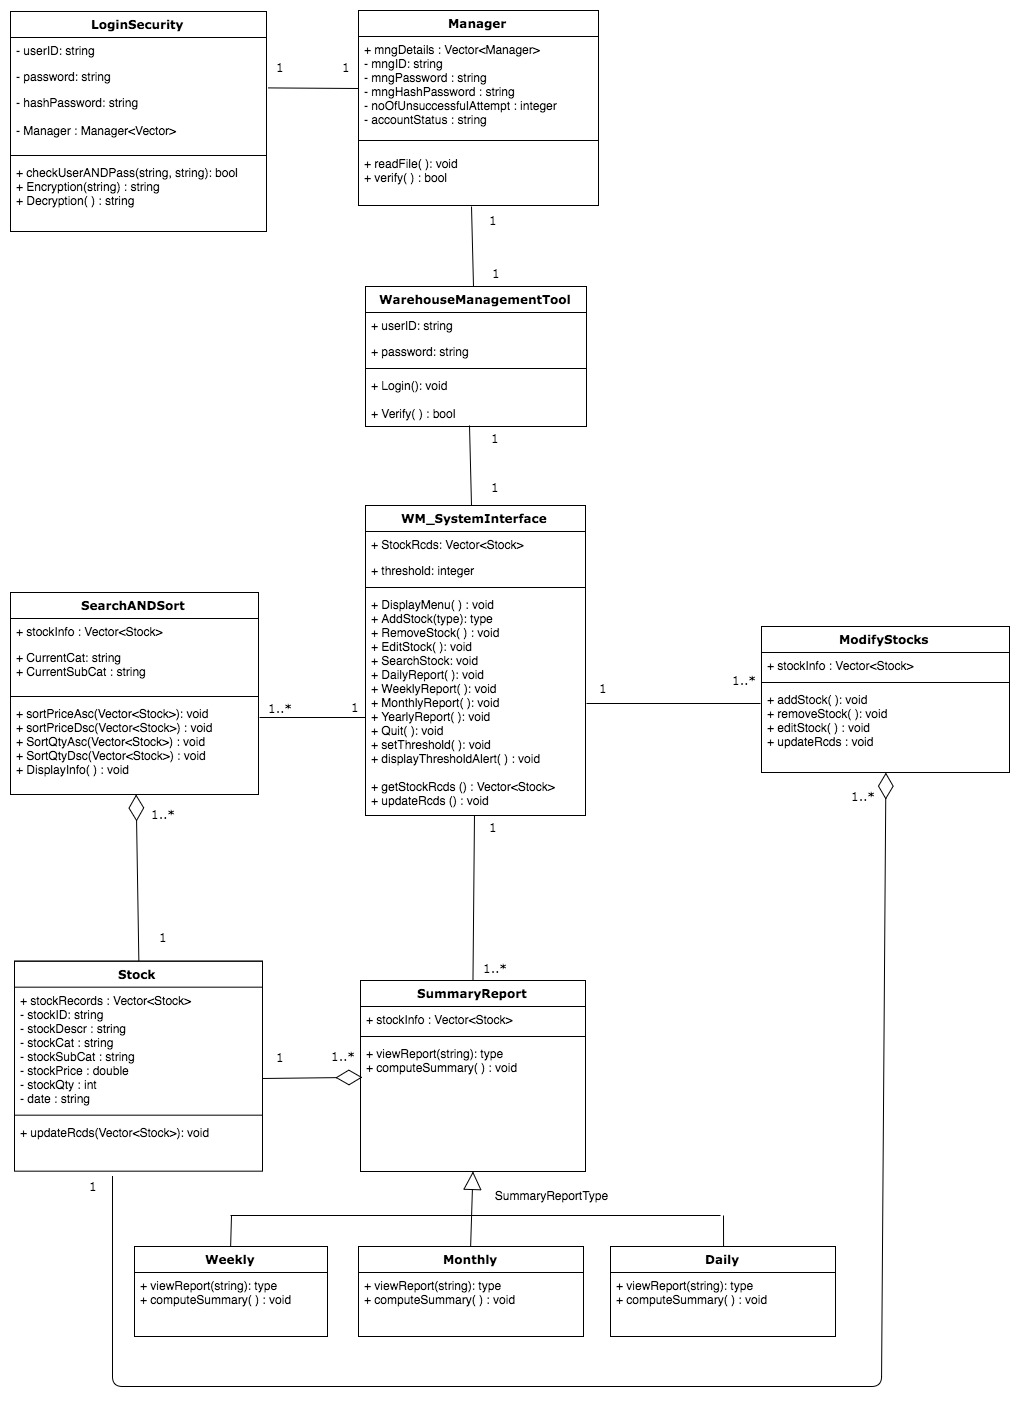 LoginSecurity
- userID: string
- password: string
- hashPassword: string
- Manager : Manager<Vector>
+ checkUserANDPass(string, string): bool
+ Encryption(string) : string
+ Decryption( ) : string
1
1
Manager
+ mngDetails : Vector<Manager>
- mngID: string
- mngPassword : string
- mngHashPassword : string
- noOfUnsuccessfulAttempt : integer
- accountStatus : string
+ readFile( ): void
+ verify( ) : bool
1
1
WarehouseManagementTool
+ userID: string
+ password: string
+ Login(): void
+ Verify( ) : bool
1
1
WM_SystemInterface
+ StockRcds: Vector<Stock>
+ threshold: integer
+ DisplayMenu( ) : void
+ AddStock(type): type
+ RemoveStock( ) : void
+ EditStock( ): void
+ SearchStock: void
+ DailyReport( ): void
+ WeeklyReport( ): void
+ MonthlyReport( ): void
+ YearlyReport( ): void
+ Quit( ): void
+ setThreshold( ): void
+ displayThresholdAlert( ) : void
+ getStockRcds () : Vector<Stock>
+ updateRcds () : void
SearchANDSort
+ stockInfo : Vector<Stock>
+ CurrentCat: string
+ CurrentSubCat : string
+ sortPriceAsc(Vector<Stock>): void
+ sortPriceDsc(Vector<Stock>) : void
+ SortQtyAsc(Vector<Stock>) : void
+ SortQtyDsc(Vector<Stock>) : void
+ DisplayInfo( ) : void
1..*
1
1
1..*
ModifyStocks
+ stockInfo : Vector<Stock>
+ addStock( ): void
+ removeStock( ): void
+ editStock( ): void
+ updateRcds : void
1..*
1..*
1
1
1..*
Stock
+ stockRecords : Vector<Stock>
- stockID: string
- stockDescr : string
- stockCat : string
- stockSubCat : string
- stockPrice : double
- stockQty : int
- date : string
+ updateRcds(Vector<Stock>): void
1
1..*
SummaryReport
+ stockInfo : Vector<Stock>
+ viewReport(string): type
+ computeSummary( ) : void
1
SummaryReportType
Weekly
+ viewReport(string): type
+ computeSummary( ) : void
Monthly
+ viewReport(string): type
+ computeSummary( ) : void
Daily
+ viewReport(string): type
+ computeSummary( ) : void